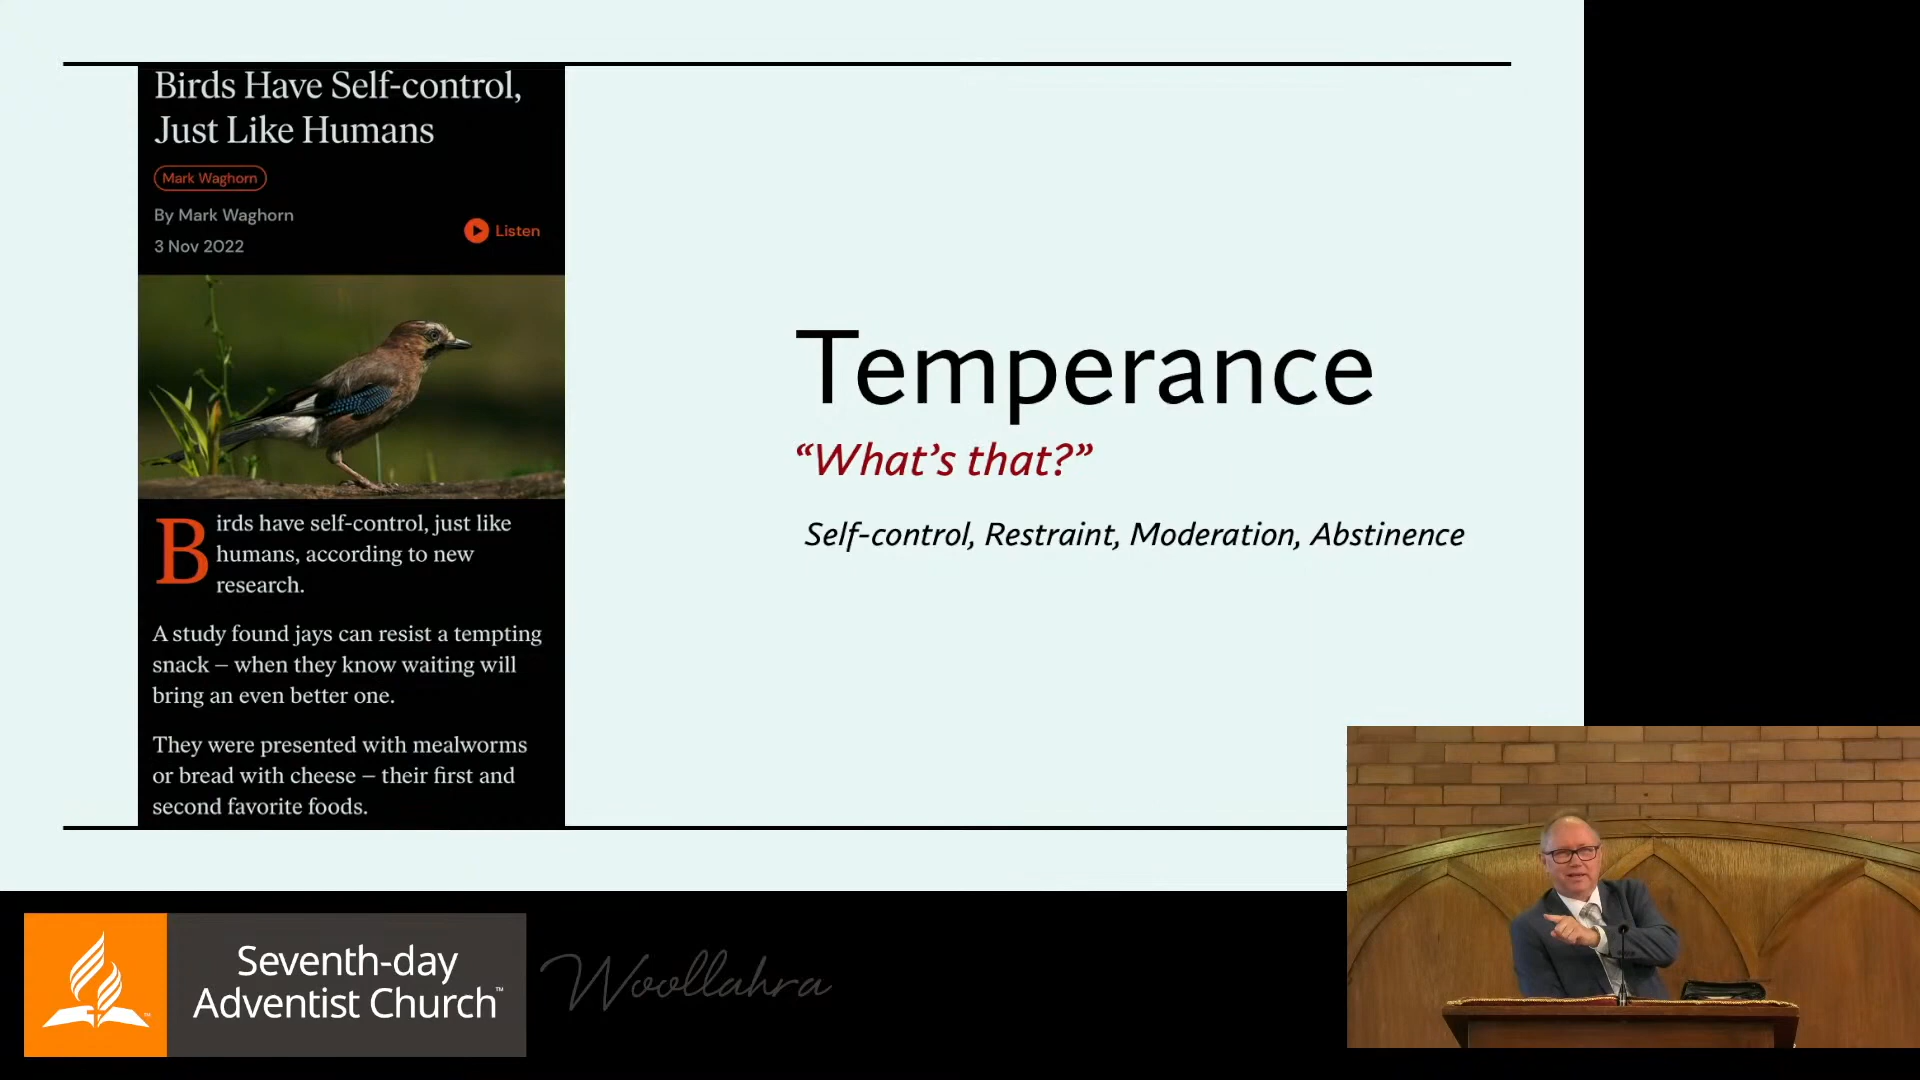 Birds Have Self-control,
Just Like Humans
Mark Waghorn
By Mark Waghorn
3 Nov 2022
Listen
Birds have self-control, just like
humans, according to new
research.
A study found jays can resist a tempting
snack – when they know waiting will
bring an even better one.
They were presented with mealworms
or bread with cheese – their first and
second favorite foods.
Temperance
“What’s that?”
Self-control, Restraint, Moderation, Abstinence
Seventh-day
Adventist Church™
Woollahra